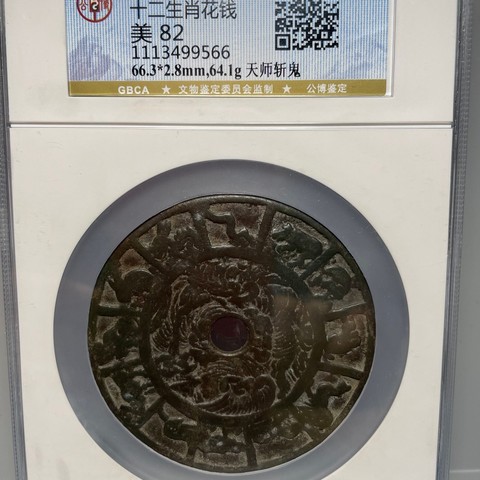 十二生肖花钱
美 82
1113499566
66.3*2.8mm,64.1g 天师斩鬼
GBCA ★ 文物鉴定委员会监制 ★ 公博鉴定